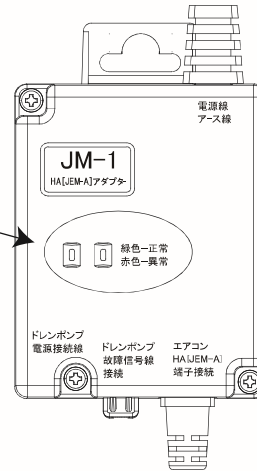 電源線
アース線
JM-1
HA[JEM-A]アダプター
緑色ー正常
赤色ー異常
ドレンポンプ
電源接続線
ドレンポンプ
故障信号線
接続
エアコン
HA[JEM-A]
端子接続